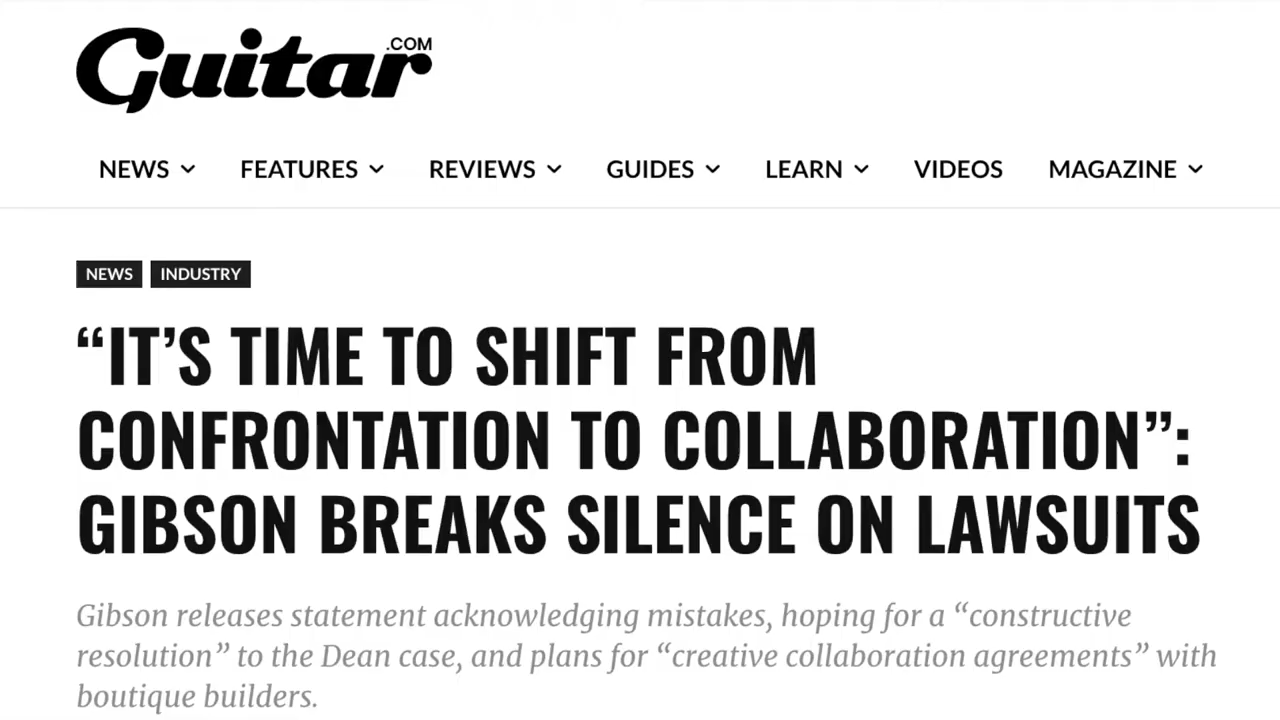 Guitar.COM
NEWS FEATURES REVIEWS GUIDES LEARN VIDEOS MAGAZINE
NEWS INDUSTRY
“IT’S TIME TO SHIFT FROM
CONFRONTATION TO COLLABORATION”:
GIBSON BREAKS SILENCE ON LAWSUITS
Gibson releases statement acknowledging mistakes, hoping for a “constructive
resolution” to the Dean case, and plans for “creative collaboration agreements” with
boutique builders.